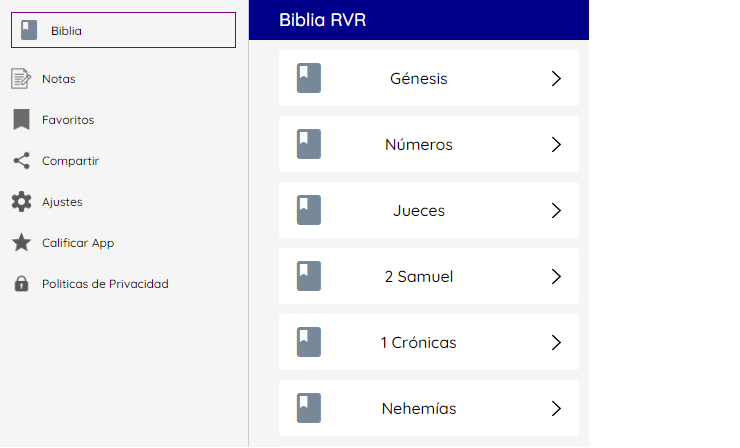 Biblia
Notas
Favoritos
Compartir
Ajustes
Calificar App
Politicas de Privacidad
Biblia RVR
Génesis
Números
Jueces
2 Samuel
1 Crónicas
Nehemías